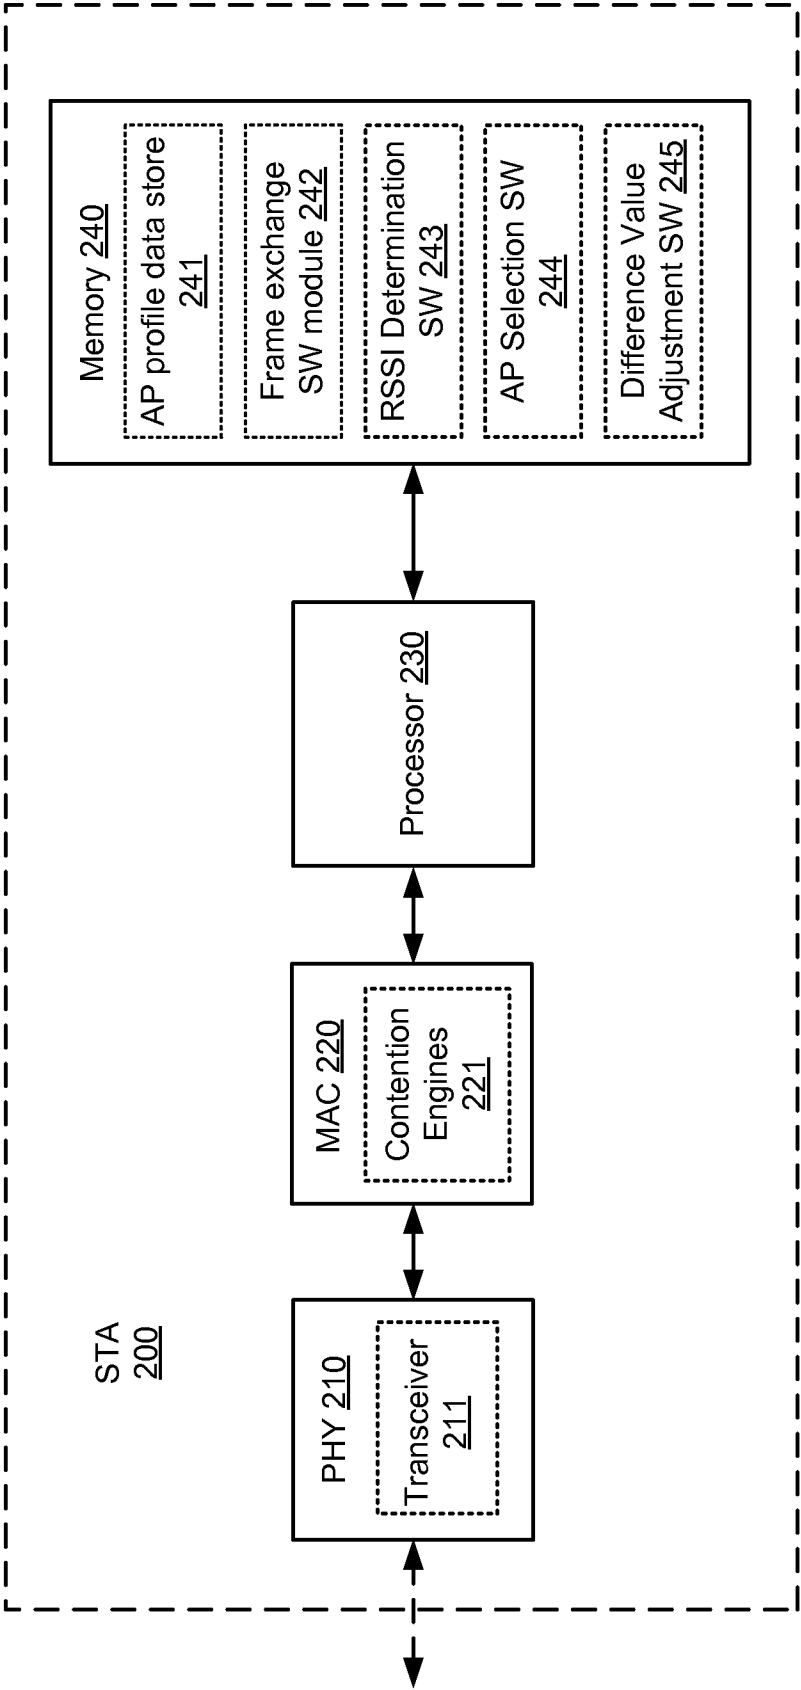 STA
200
PHY 210
Transceiver
211
MAC 220
Contention
Engines
221
Processor 230
Memory 240
AP profile data store
241
Frame exchange
SW module 242
RSSI Determination
SW 243
AP Selection SW
244
Difference Value
Adjustment SW 245